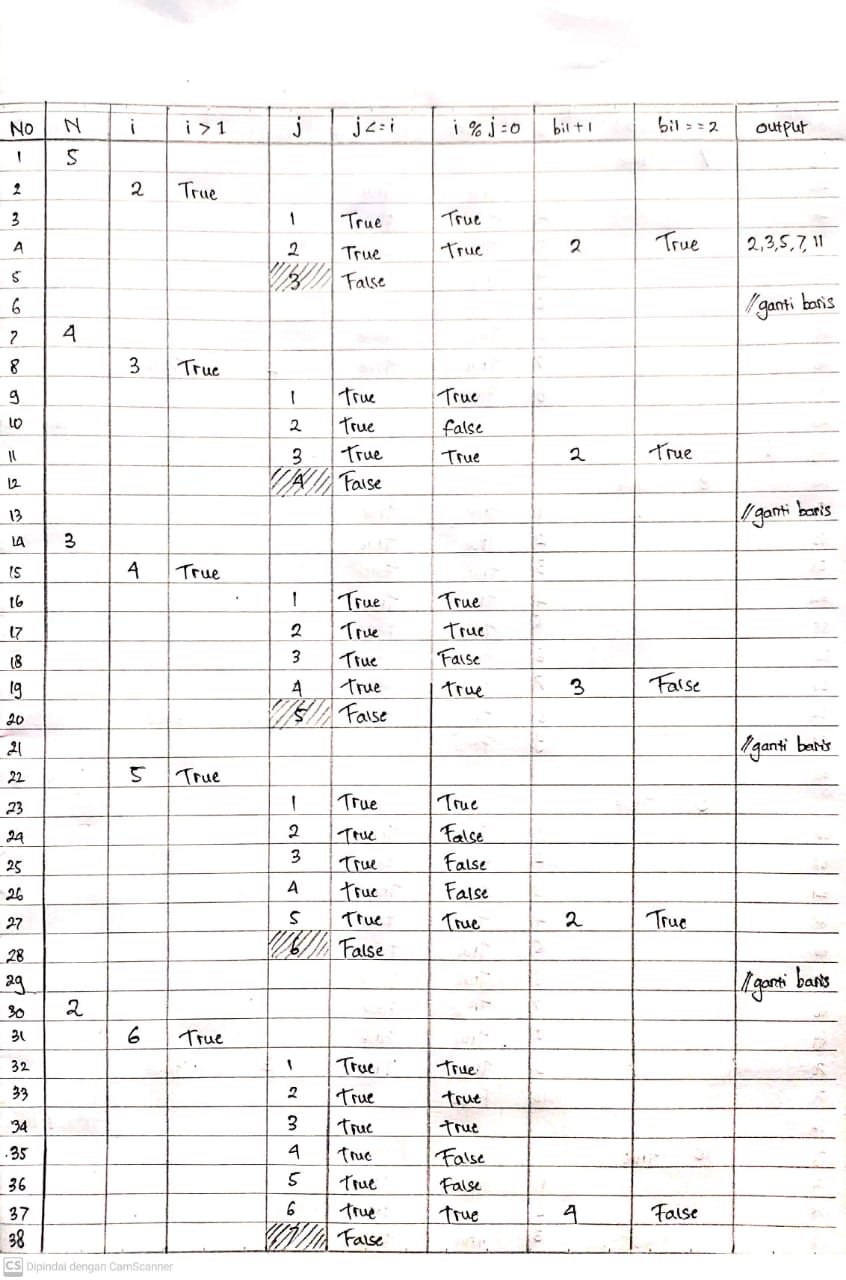 No N i i > 1 j j <= i i % j=0 bil+1 bil == 2 output
1 5
2 2 True
3 1 True True
4 2 True True 2 True 2,3,5,7,11
5 3 False
6 //ganti baris
7 4
8 3 True
9 1 True True
10 2 True false
11 3 True True 2 True
12 4 False
13 //ganti baris
14 3
15 4 True
16 1 True True
17 2 True True
18 3 True False
19 4 True True 3 False
20 5 False
21 //ganti baris
22 5 True
23 1 True True
24 2 True False
25 3 True False
26 4 True False
27 5 True True 2 True
28 6 False
29 //ganti baris
30 2
31 6 True
32 1 True True
33 2 True True
34 3 True True
35 4 True False
36 5 True False
37 6 True True 4 False
38 7 False
CS Dipindai dengan CamScanner